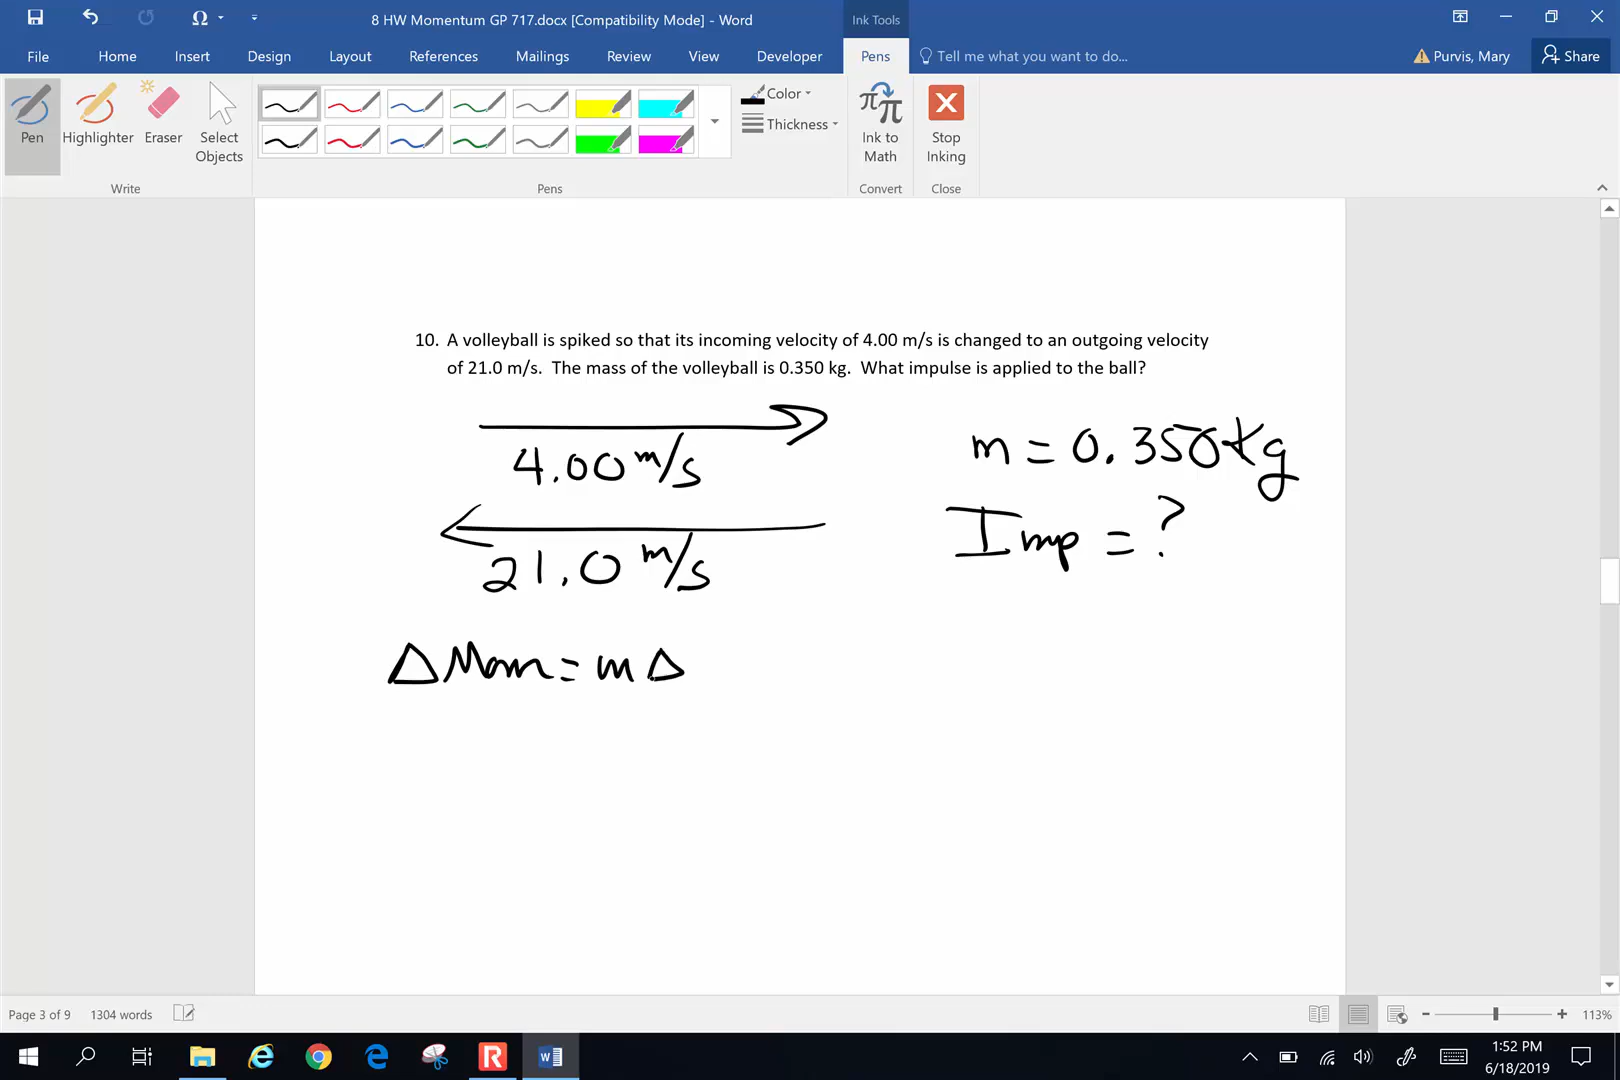 8 HW Momentum GP 717.docx [Compatibility Mode] - Word
Ink Tools
File Home Insert Design Layout References Mailings Review View Developer Pens Tell me what you want to do... Purvis, Mary Share
Pen Highlighter Eraser Select Objects
Color
Thickness
Ink to Math
Stop Inking
Write Pens Convert Close
10. A volleyball is spiked so that its incoming velocity of 4.00 m/s is changed to an outgoing velocity
of 21.0 m/s. The mass of the volleyball is 0.350 kg. What impulse is applied to the ball?
4.00 m/s
m = 0.350 kg
21.0 m/s
Imp = ?
Δ Mom = m Δ
Page 3 of 9 1304 words 113%
1:52 PM
6/18/2019